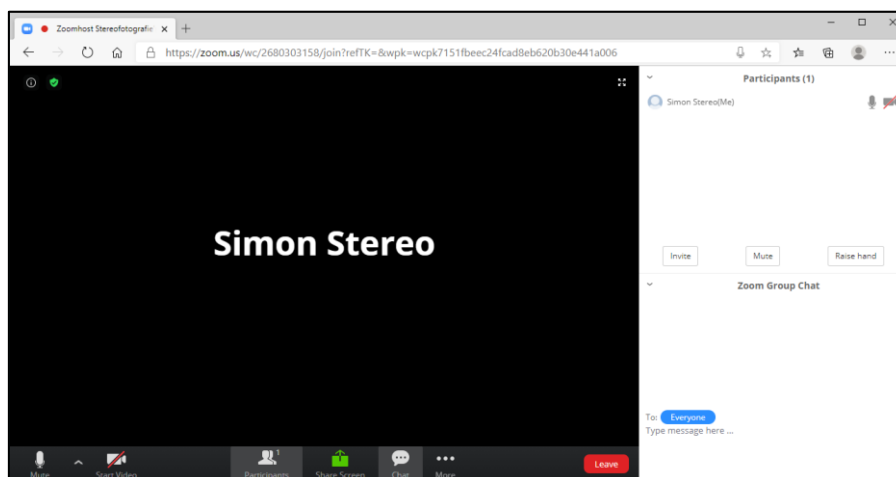 Zoomhost Stereofotografie
https://zoom.us/wc/2680303158/join?refTK=&wpk=wcpk7151fbeec24fcad8eb620b30e441a006
Participants (1)
Simon Stereo(Me)
Simon Stereo
Invite Mute Raise hand
Zoom Group Chat
To: Everyone
Type message here ...
Mute Start Video Participants 1 Share Screen Chat More Leave